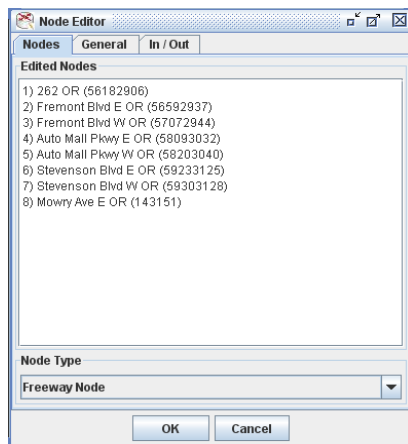 Node Editor
Nodes General In / Out
Edited Nodes
1) 262 OR (56182906)
2) Fremont Blvd E OR (56592937)
3) Fremont Blvd W OR (57072944)
4) Auto Mall Pkwy E OR (58093032)
5) Auto Mall Pkwy W OR (58203040)
6) Stevenson Blvd E OR (59233125)
7) Stevenson Blvd W OR (59303128)
8) Mowry Ave E OR (143151)
Node Type
Freeway Node
OK Cancel